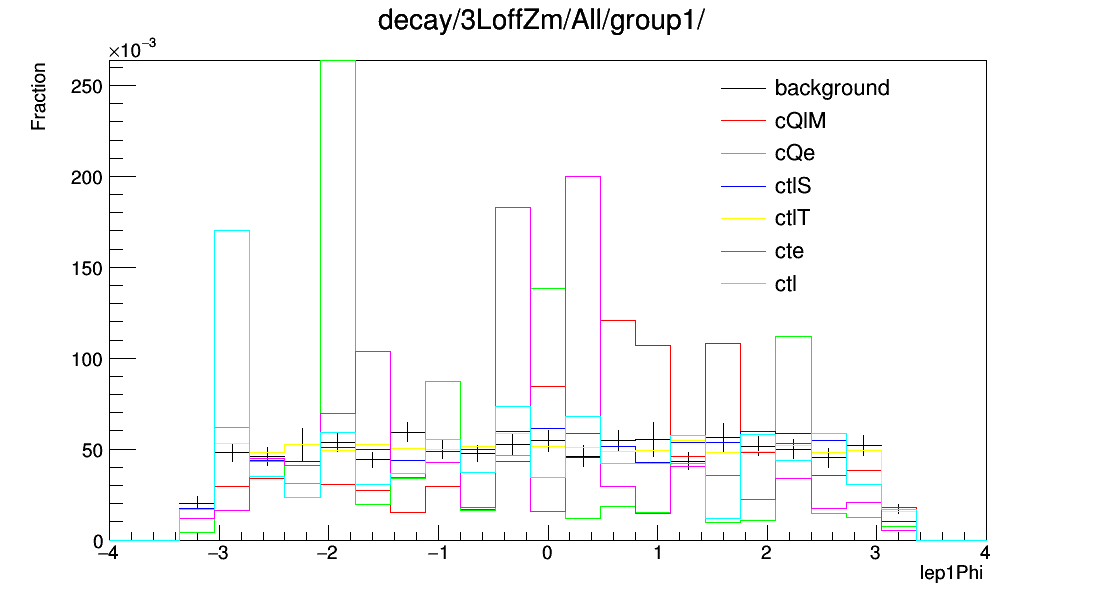 decay/3LoffZm/All/group1/
×10⁻³
Fraction
250
200
150
100
50
0
−4
−3
−2
−1
0
1
2
3
4
lep1Phi
background
cQlM
cQe
ctlS
ctlT
cte
ctl